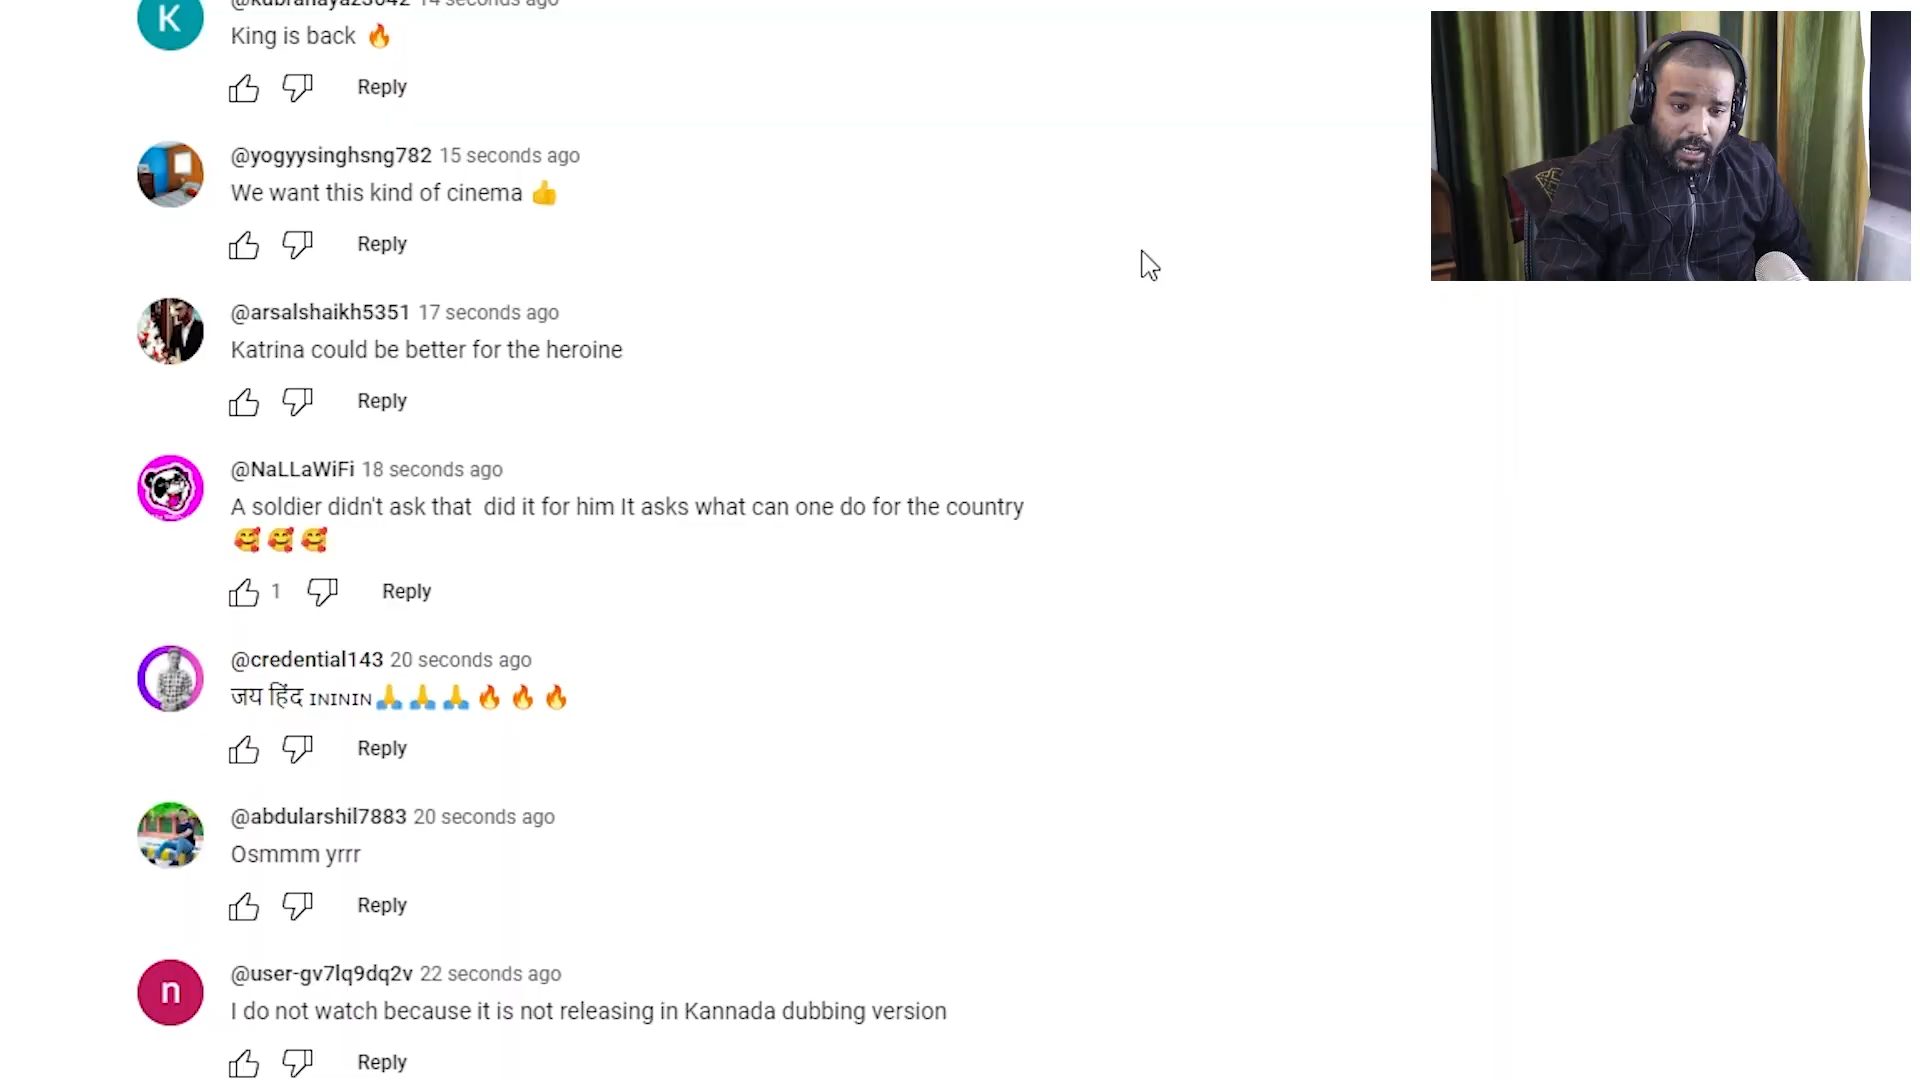 King is back 🔥
Reply
@yogyysinghsng782 15 seconds ago
We want this kind of cinema 👍
Reply
@arsalshaikh5351 17 seconds ago
Katrina could be better for the heroine
Reply
@NaLLaWiFi 18 seconds ago
A soldier didn't ask that  did it for him It asks what can one do for the country
🥰🥰🥰
1 Reply
@credential143 20 seconds ago
जय हिंद ɪɴɪɴɪɴ🙏🙏🙏🔥🔥🔥
Reply
@abdularshil7883 20 seconds ago
Osmmm yrrr
Reply
@user-gv7lq9dq2v 22 seconds ago
n
I do not watch because it is not releasing in Kannada dubbing version
Reply